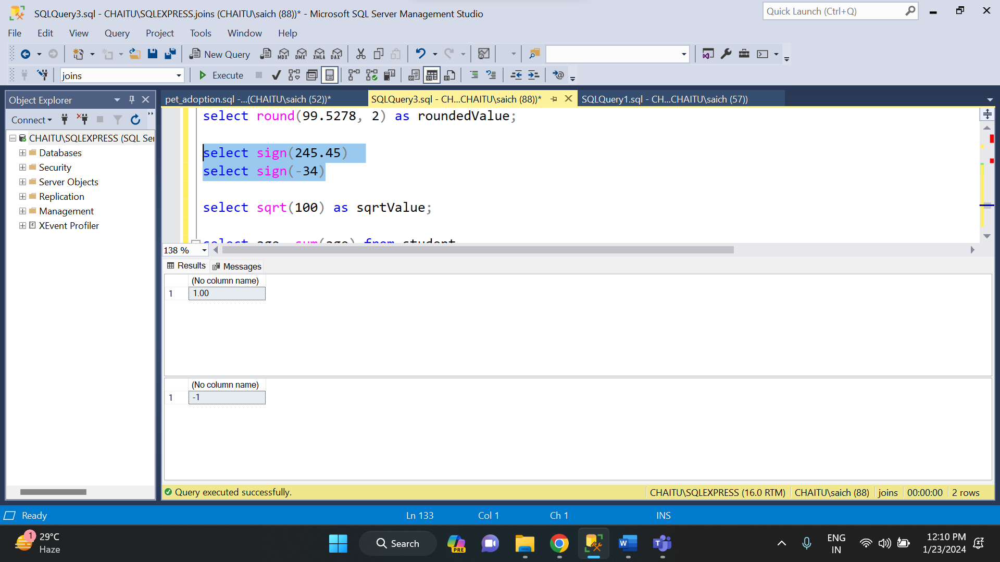 SQLQuery3.sql - CHAITU\SQLEXPRESS.joins (CHAITU\saich (88))* - Microsoft SQL Server Management Studio
Quick Launch (Ctrl+Q)
File Edit View Query Project Tools Window Help
New Query MDX DMX XMLA DAX
joins Execute
Object Explorer
pet_adoption.sql -...(CHAITU\saich (52))* SQLQuery3.sql - CH...CHAITU\saich (88))* SQLQuery1.sql - CH...CHAITU\saich (57))
Connect
CHAITU\SQLEXPRESS (SQL Ser
Databases
Security
Server Objects
Replication
Management
XEvent Profiler
select round(99.5278, 2) as roundedValue;
select sign(245.45)
select sign(-34)
select sqrt(100) as sqrtValue;
select age, sum(age) from student
138 %
Results Messages
(No column name)
1 1.00
(No column name)
1 -1
Query executed successfully. CHAITU\SQLEXPRESS (16.0 RTM) CHAITU\saich (88) joins 00:00:00 2 rows
Ready Ln 133 Col 1 Ch 1 INS
1 29°C
Haze
Search
PRE
ENG
IN
12:10 PM
1/23/2024